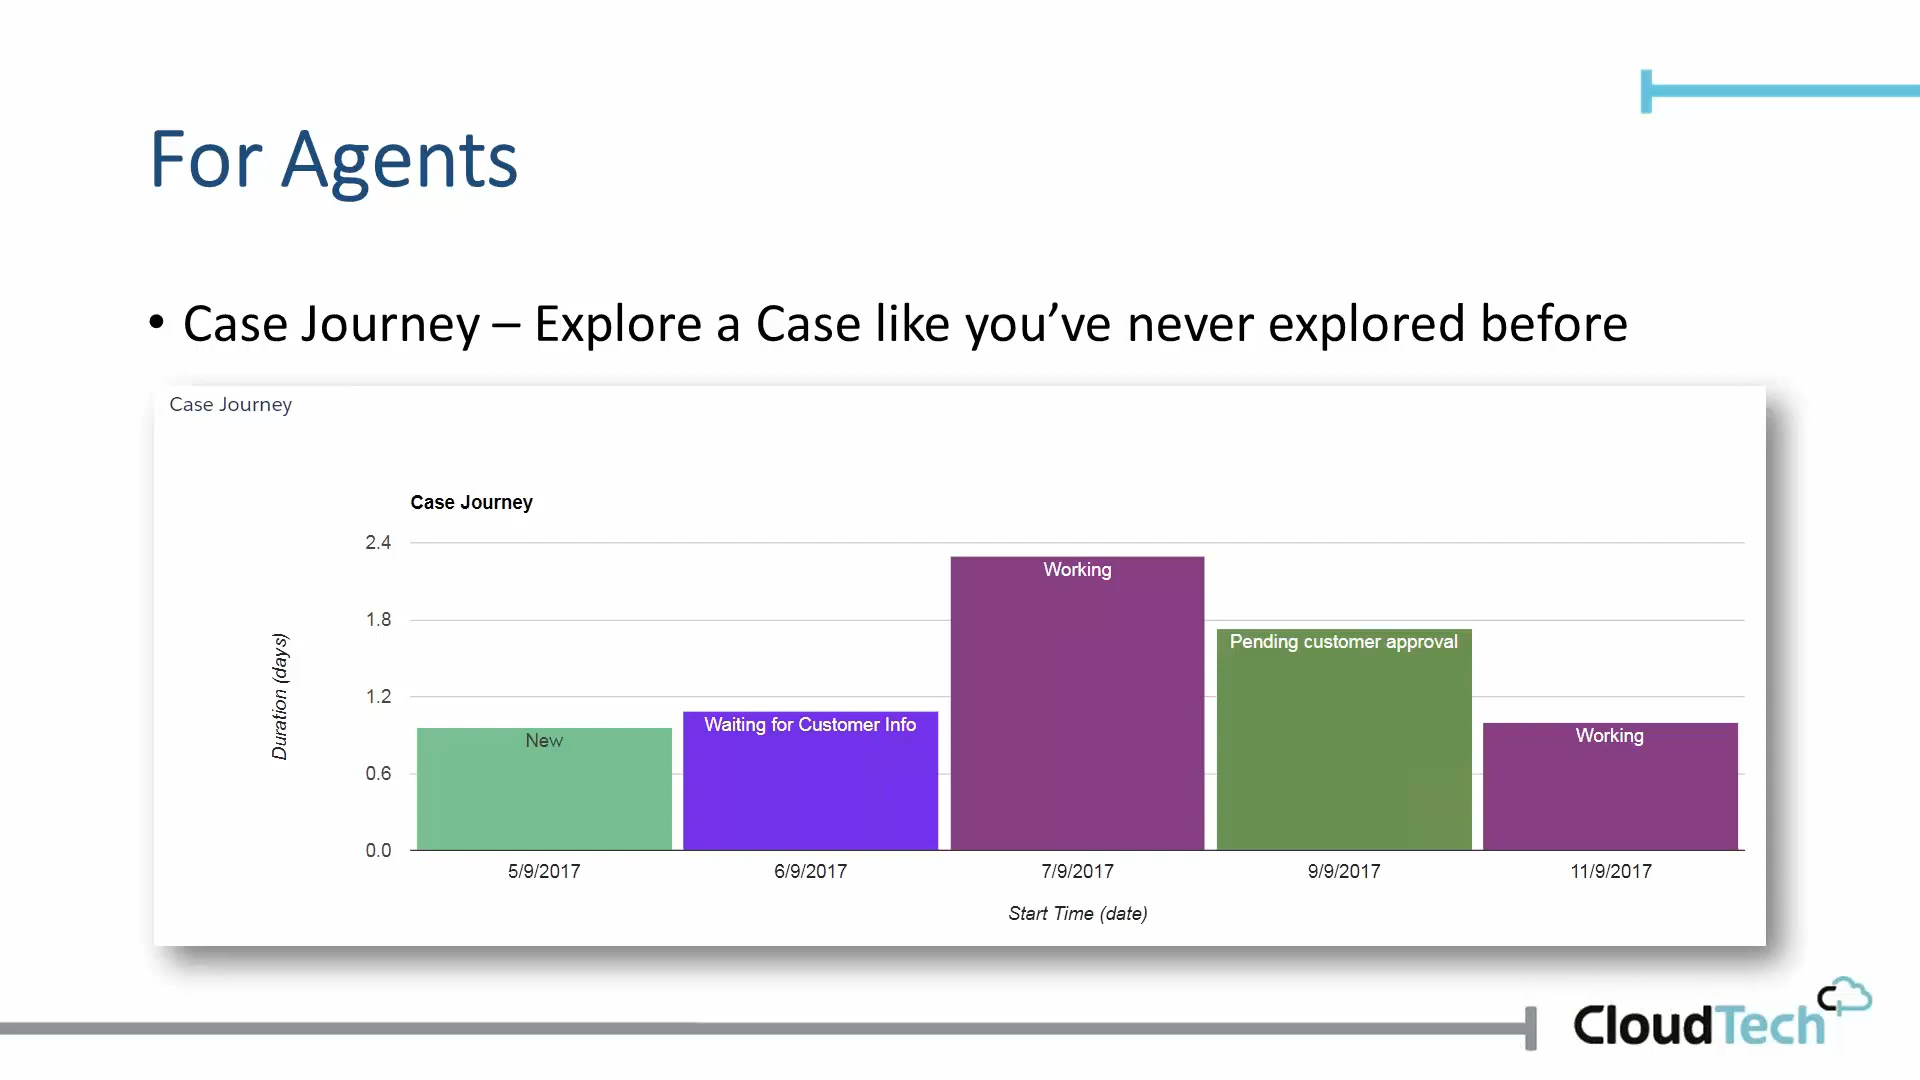 For Agents
• Case Journey – Explore a Case like you’ve never explored before
Case Journey
Case Journey
2.4
1.8
1.2
0.6
0.0
Duration (days)
New
Waiting for Customer Info
Working
Pending customer approval
Working
5/9/2017 6/9/2017 7/9/2017 9/9/2017 11/9/2017
Start Time (date)
CloudTech